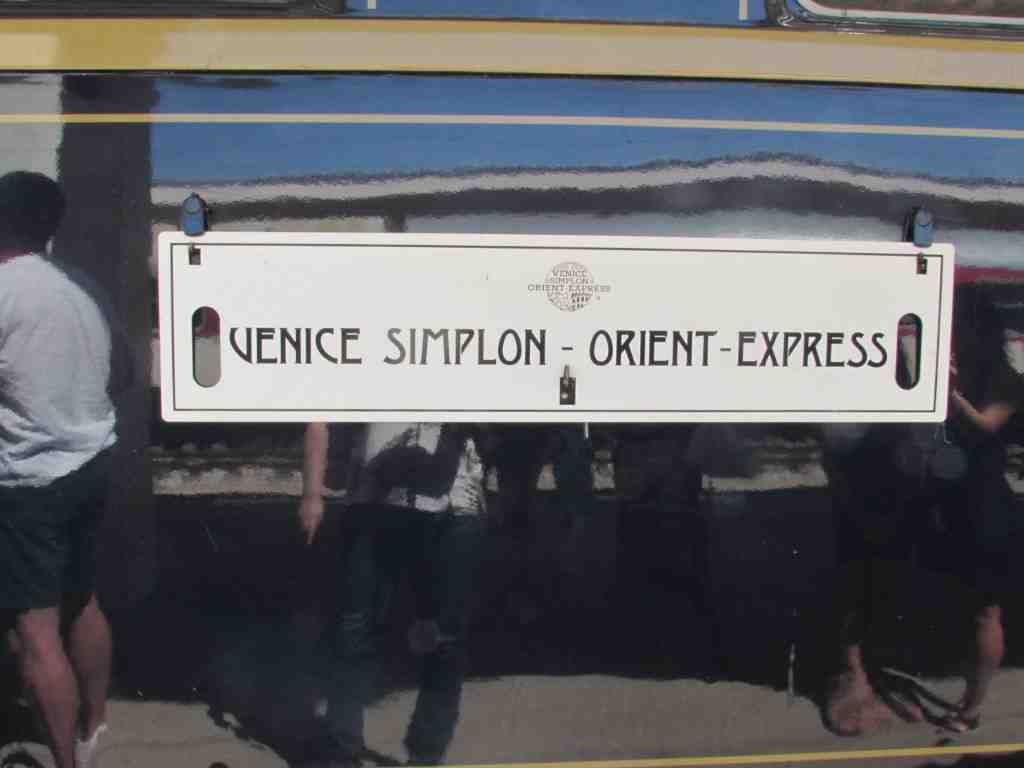 VENICE
SIMPLON
ORIENT-EXPRESS
VENICE SIMPLON - ORIENT-EXPRESS